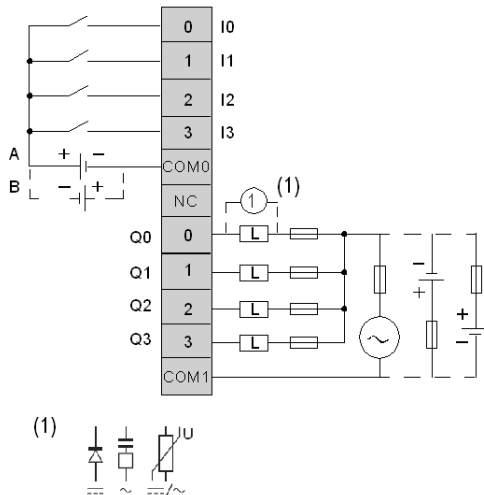 0 I0
1 I1
2 I2
3 I3
A + − COM0
B − +
NC
1 (1)
Q0 0 L
Q1 1 L
−
+
Q2 2 L
+
−
Q3 3 L
~
COM1
(1)
U
~ /~